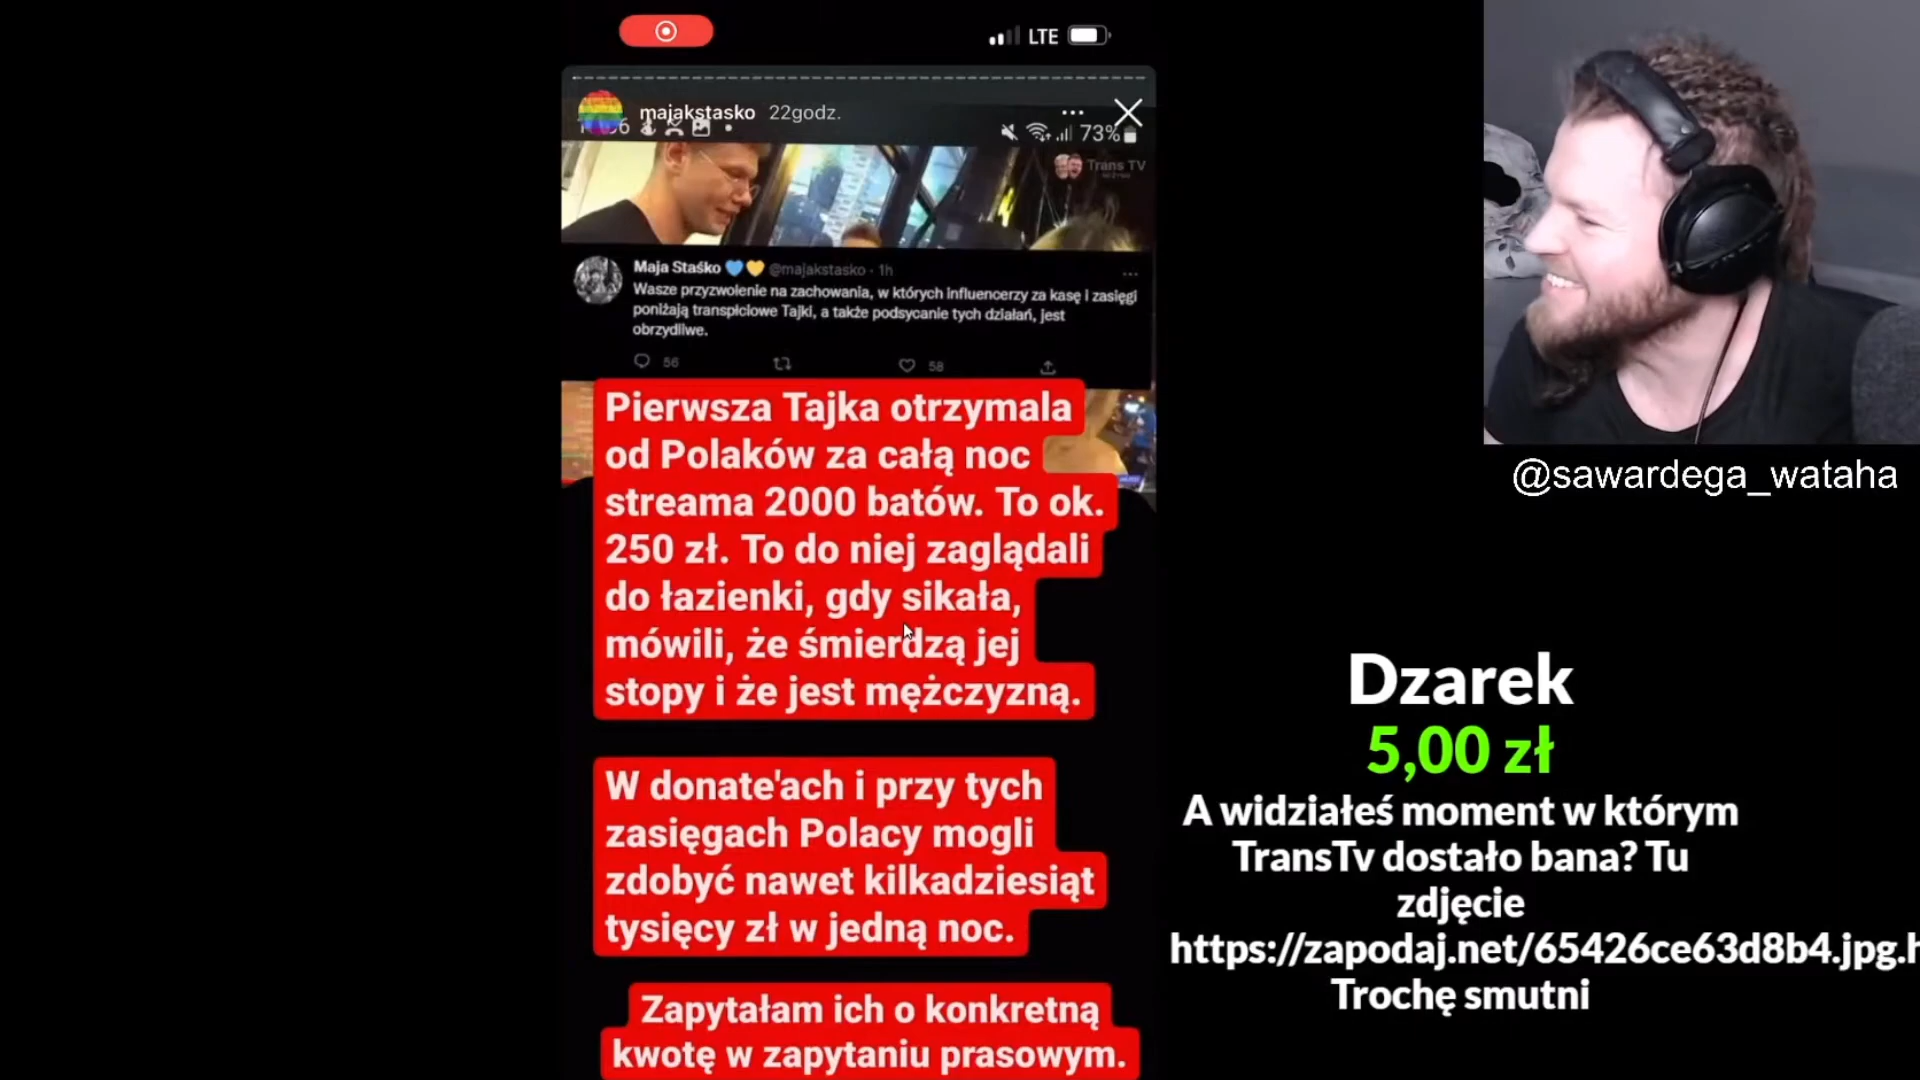 LTE
majakstasko 22godz.
73%
Trans TV
Maja Staśko 💙💛 @majakstasko · 1h
Wasze przyzwolenie na zachowania, w których influencerzy za kasę i zasięgi
poniżają transpłciowe Tajki, a także podsycanie tych działań, jest
obrzydliwe.
56
58
Pierwsza Tajka otrzymala
od Polaków za całą noc
streama 2000 batów. To ok.
250 zł. To do niej zaglądali
do łazienki, gdy sikała,
mówili, że śmierdzą jej
stopy i że jest mężczyzną.
W donate'ach i przy tych
zasięgach Polacy mogli
zdobyć nawet kilkadziesiąt
tysięcy zł w jedną noc.
Zapytałam ich o konkretną
kwotę w zapytaniu prasowym.
@sawardega_wataha
Dzarek
5,00 zł
A widziałeś moment w którym
TransTv dostało bana? Tu
zdjęcie
https://zapodaj.net/65426ce63d8b4.jpg.h
Trochę smutni